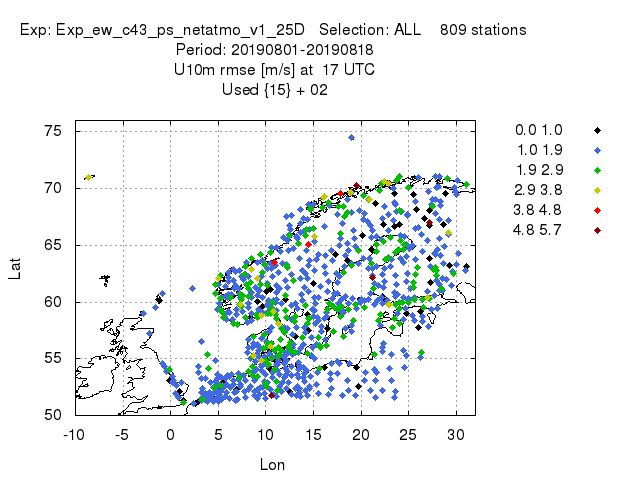 Exp: Exp_ew_c43_ps_netatmo_v1_25D   Selection: ALL    809 stations
Period: 20190801-20190818
U10m rmse [m/s] at  17 UTC
Used {15} + 02
75
70
65
60
55
50
Lat
-10 -5 0 5 10 15 20 25 30
Lon
0.0 1.0
1.0 1.9
1.9 2.9
2.9 3.8
3.8 4.8
4.8 5.7